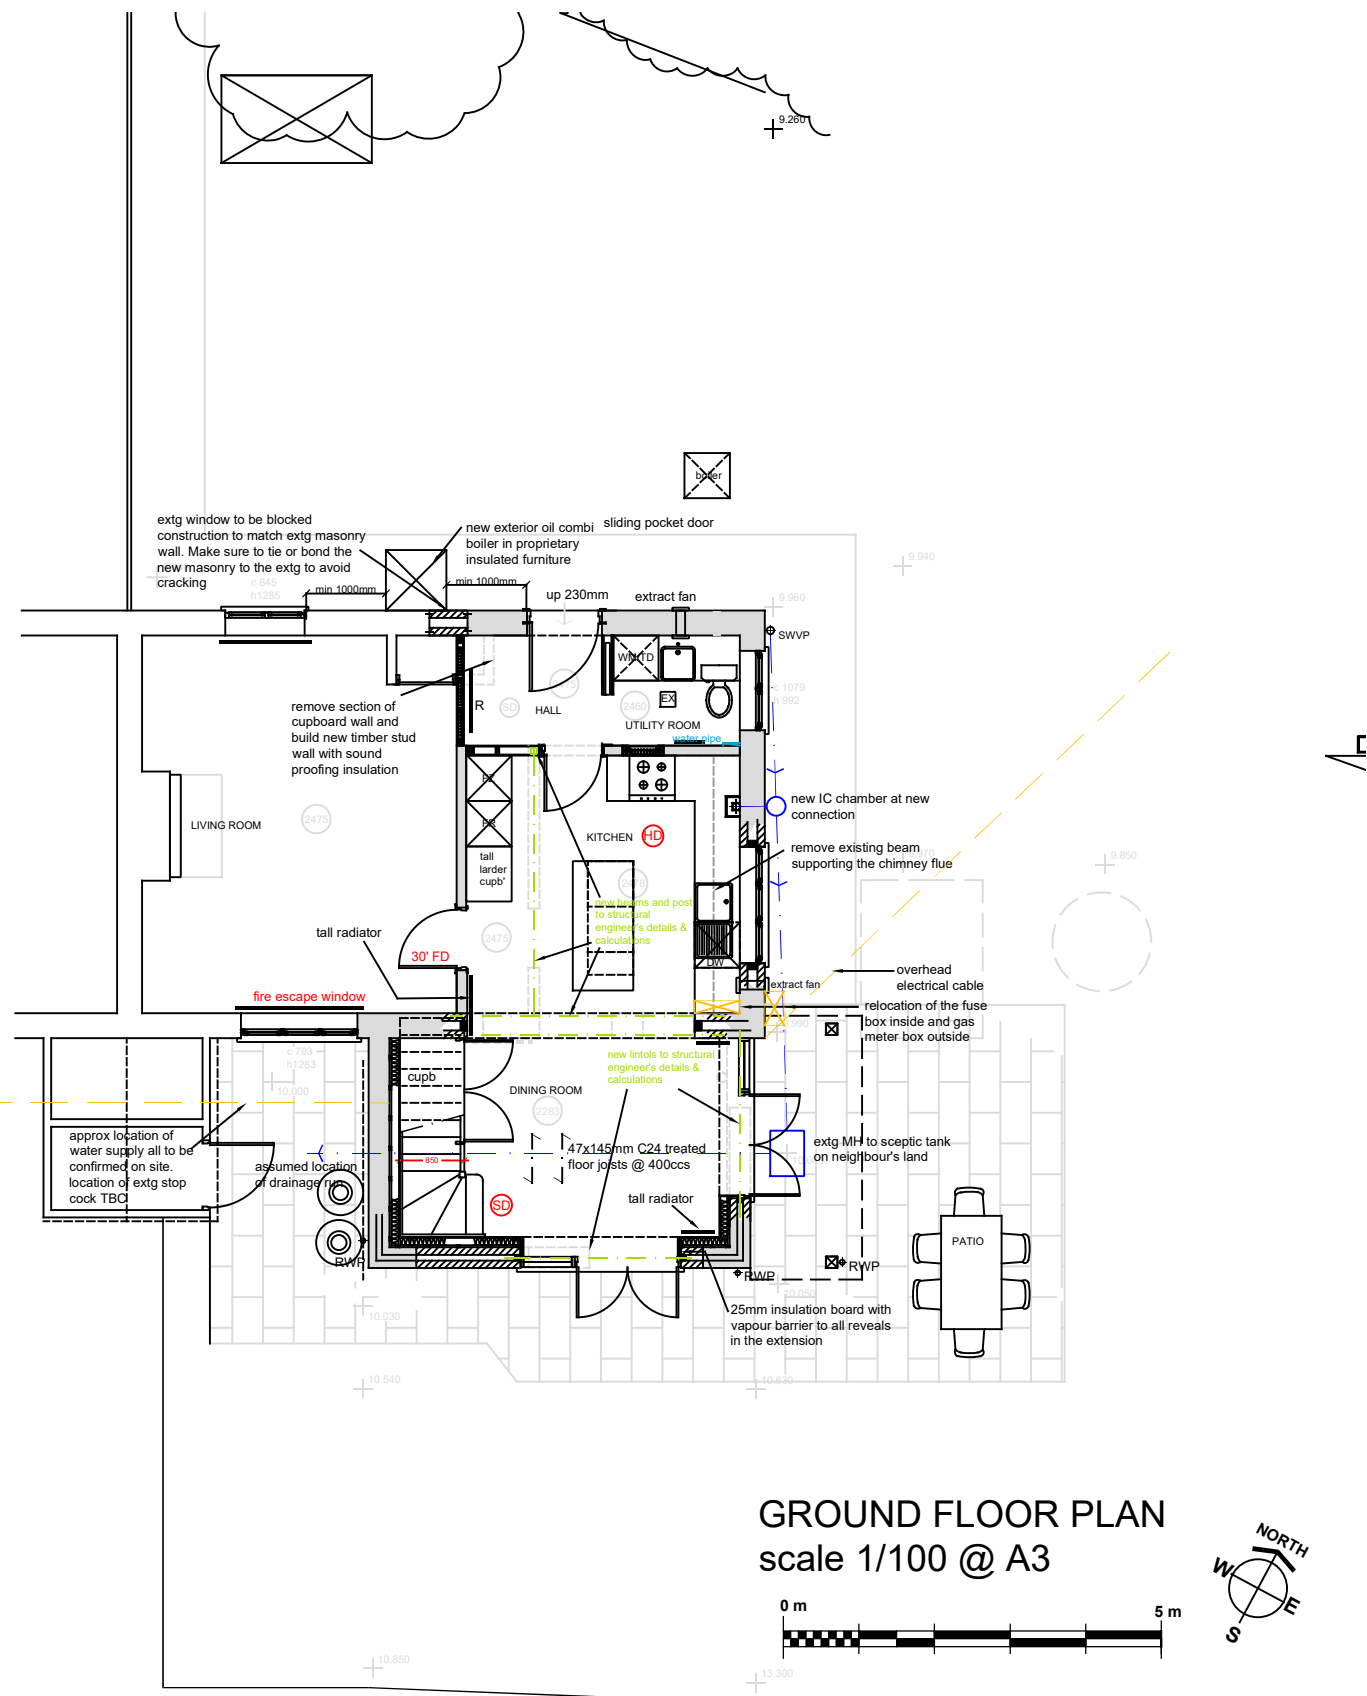 9.260
boiler
extg window to be blocked
construction to match extg masonry
wall. Make sure to tie or bond the
new masonry to the extg to avoid
cracking
new exterior oil combi
boiler in proprietary
insulated furniture
sliding pocket door
9.940
c 845
h1285
min 1000mm
min 1000mm
up 230mm
extract fan
9.960
SWVP
WM/TD
2475
c 1079
h 992
R
SD
HALL
2460
EX
UTILITY ROOM
water pipe
remove section of
cupboard wall and
build new timber stud
wall with sound
proofing insulation
FZ
FR
LIVING ROOM
2475
KITCHEN
HD
new IC chamber at new
connection
remove existing beam
supporting the chimney flue
9.970
9.850
tall
larder
cupb'
2478
new beams and post
to structural
engineer's details &
calculations
tall radiator
2475
30' FD
DW
overhead
electrical cable
extract fan
fire escape window
relocation of the fuse
box inside and gas
meter box outside
9.990
c 793
h1283
10.000
cupb
new lintols to structural
engineer's details &
calculations
DINING ROOM
2283
approx location of
water supply all to be
confirmed on site.
location of extg stop
cock TBC
assumed location
of drainage run
850
47x145mm C24 treated
floor joists @ 400ccs
extg MH to sceptic tank
on neighbour's land
tall radiator
SD
PATIO
RWP
RWP
RWP
10.050
10.030
25mm insulation board with
vapour barrier to all reveals
in the extension
10.540
10.630
GROUND FLOOR PLAN
scale 1/100 @ A3
NORTH
W
E
S
0 m
5 m
10.850
13.300